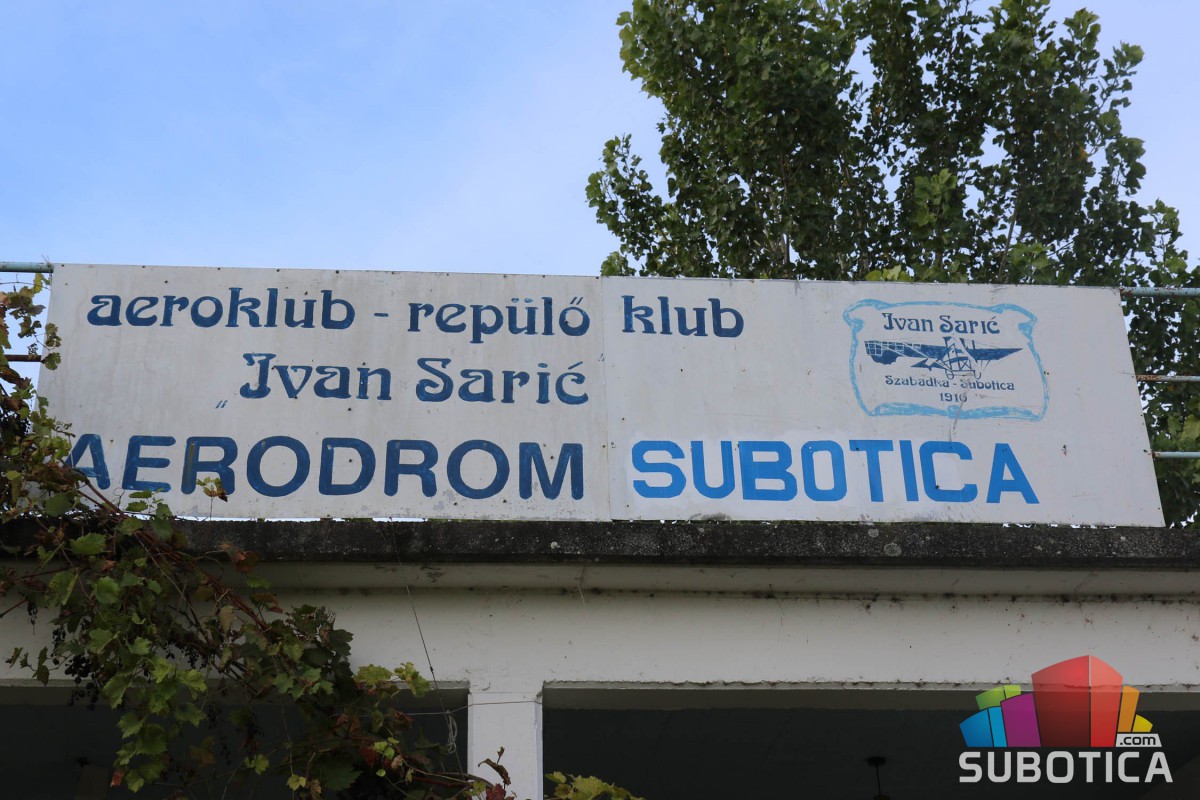 aeroklub - repülő klub
„Ivan Sarić
AERODROM SUBOTICA
Ivan Sarić
Szabadka - Subotica
1910
.com
SUBOTICA